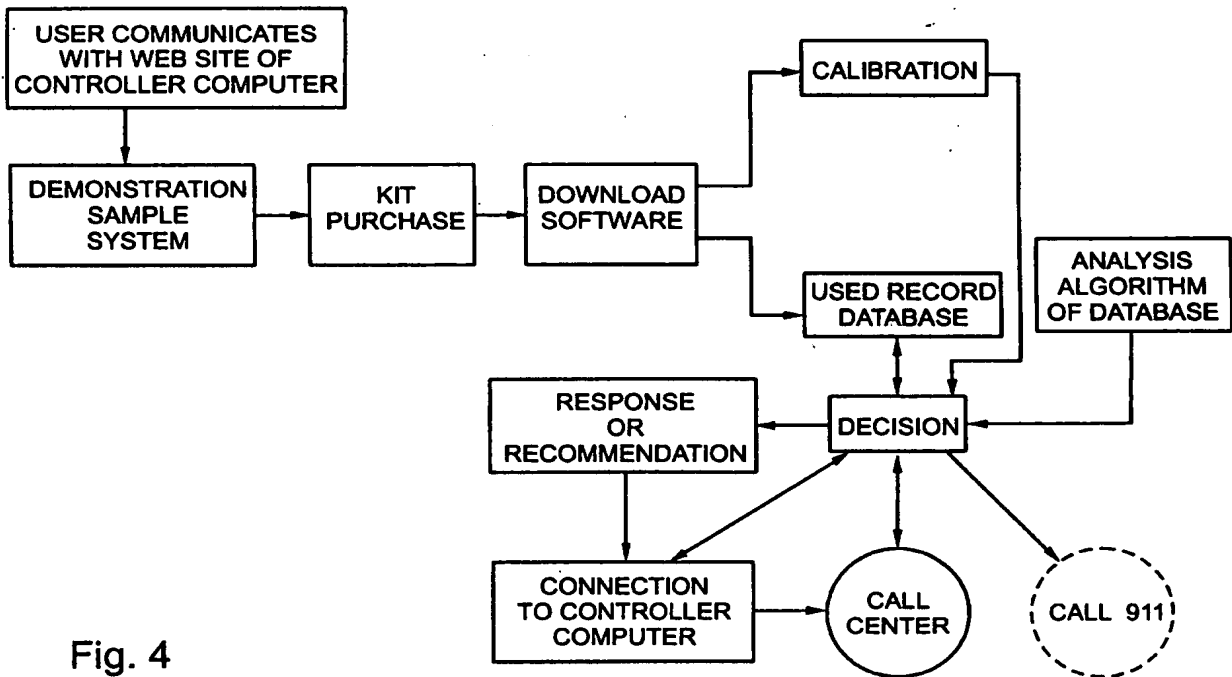 USER COMMUNICATES
WITH WEB SITE OF
CONTROLLER COMPUTER
CALIBRATION
DEMONSTRATION
SAMPLE
SYSTEM
KIT
PURCHASE
DOWNLOAD
SOFTWARE
USED RECORD
DATABASE
ANALYSIS
ALGORITHM
OF DATABASE
RESPONSE
OR
RECOMMENDATION
DECISION
CONNECTION
TO CONTROLLER
COMPUTER
CALL
CENTER
CALL 911
Fig. 4